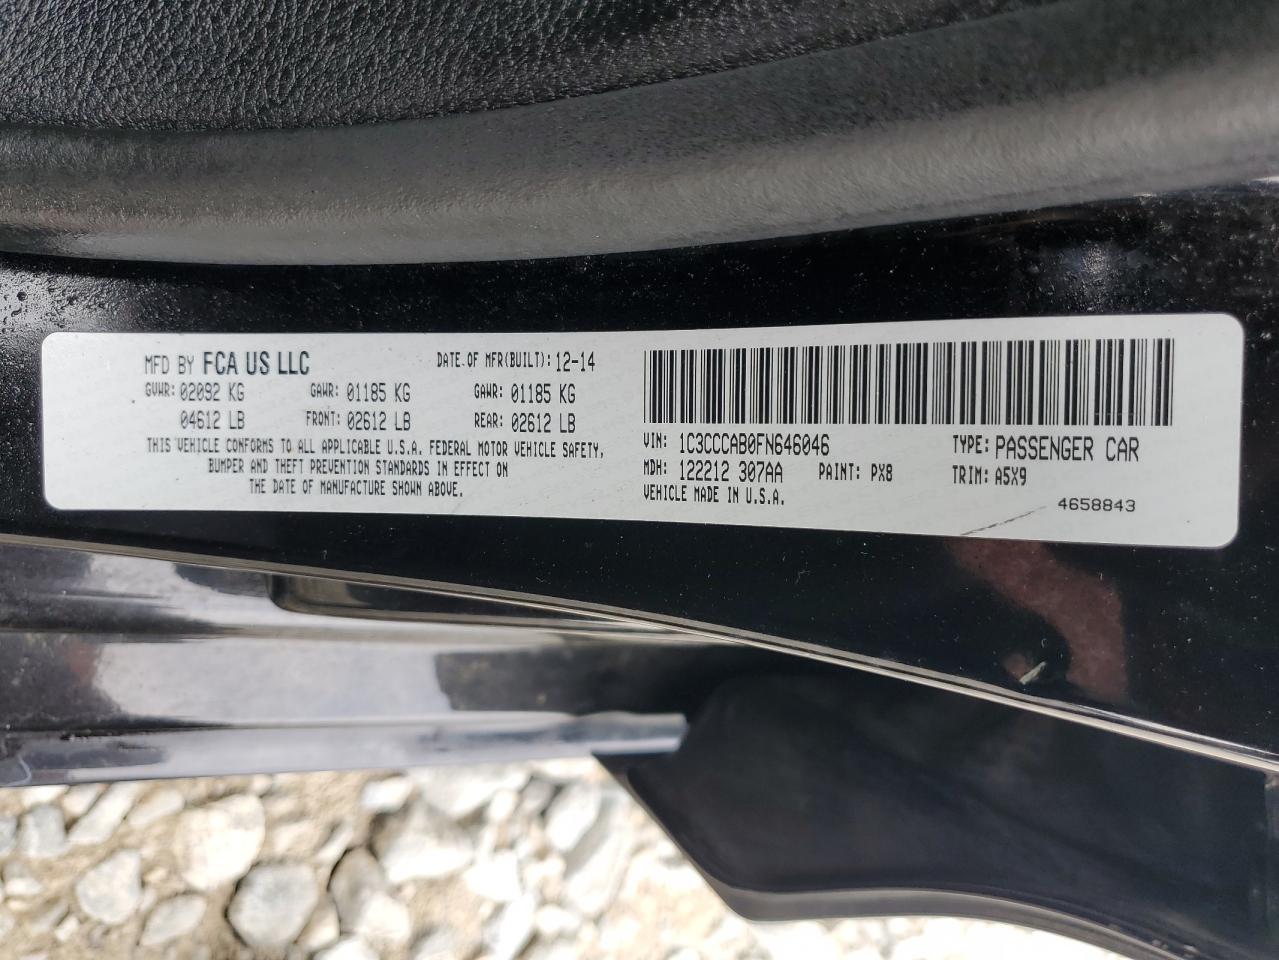 MFD BY FCA US LLC DATE.OF MFR(BUILT): 12-14
GVWR: 02092 KG GAWR: 01185 KG GAWR: 01185 KG
04612 LB FRONT: 02612 LB REAR: 02612 LB
THIS VEHICLE CONFORMS TO ALL APPLICABLE U.S.A. FEDERAL MOTOR VEHICLE SAFETY,
BUMPER AND THEFT PREVENTION STANDARDS IN EFFECT ON
THE DATE OF MANUFACTURE SHOWN ABOVE.
VIN: 1C3CCCAB0FN646046 TYPE: PASSENGER CAR
MDH: 122212 307AA PAINT: PX8 TRIM: A5X9
VEHICLE MADE IN U.S.A.
4658843